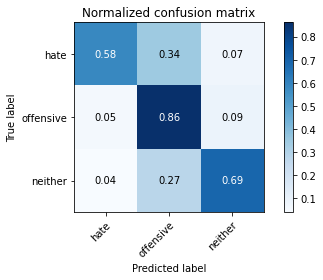 Normalized confusion matrix
True label
hate
0.58 0.34 0.07
offensive
0.05 0.86 0.09
neither
0.04 0.27 0.69
hate offensive neither
Predicted label
0.8
0.7
0.6
0.5
0.4
0.3
0.2
0.1